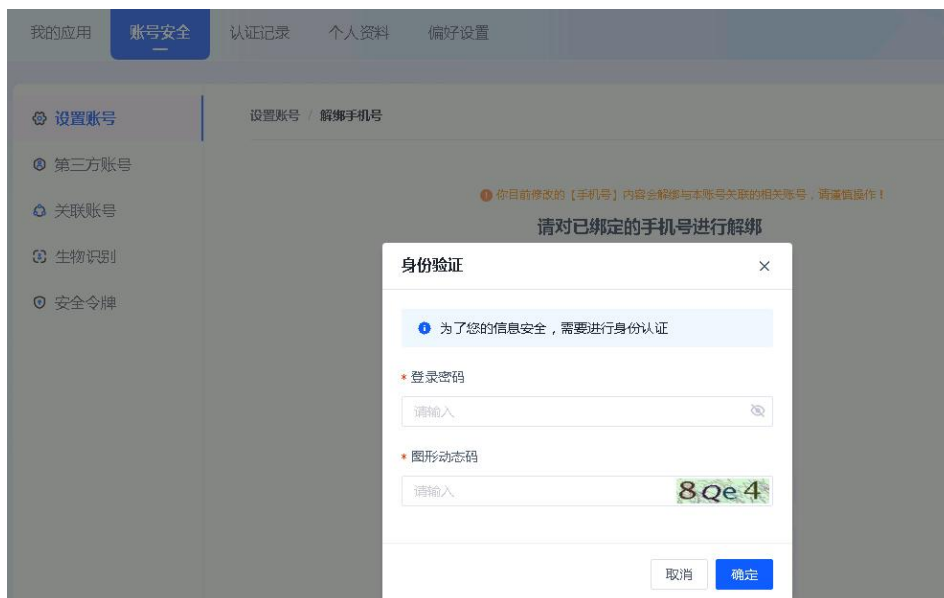 我的应用 账号安全 认证记录 个人资料 偏好设置
设置账号
第三方账号
关联账号
生物识别
安全令牌
设置账号 / 解绑手机号
你目前修改的【手机号】内容会解绑与本账号关联的相关账号，请谨慎操作！
请对已绑定的手机号进行解绑
身份验证
为了您的信息安全，需要进行身份认证
* 登录密码
请输入
* 图形动态码
请输入 8Qe4
取消 确定